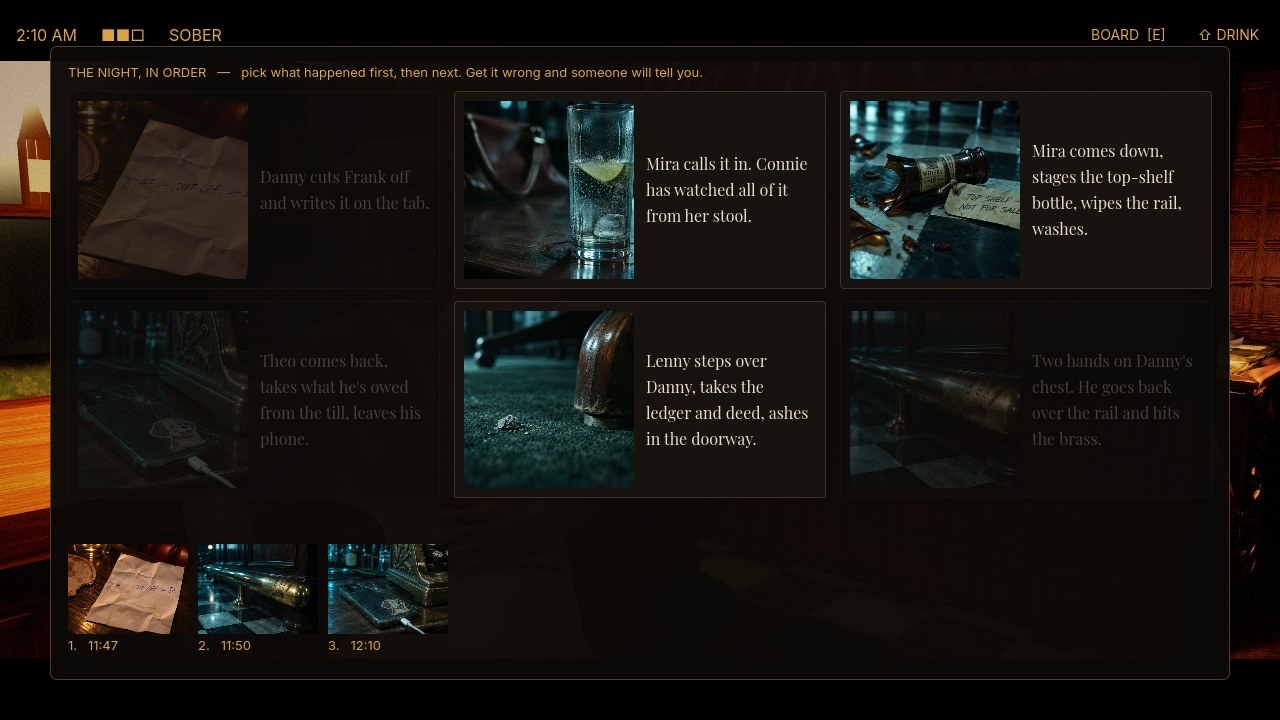 2:10 AM SOBER
BOARD [E] ⇧ DRINK
THE NIGHT, IN ORDER — pick what happened first, then next. Get it wrong and someone will tell you.
Danny cuts Frank off
and writes it on the tab.
Mira calls it in. Connie
has watched all of it
from her stool.
TOP SHELF
NOT FOR SALE
Mira comes down,
stages the top-shelf
bottle, wipes the rail,
washes.
Theo comes back,
takes what he's owed
from the till, leaves his
phone.
Lenny steps over
Danny, takes the
ledger and deed, ashes
in the doorway.
Two hands on Danny's
chest. He goes back
over the rail and hits
the brass.
1. 11:47
2. 11:50
3. 12:10